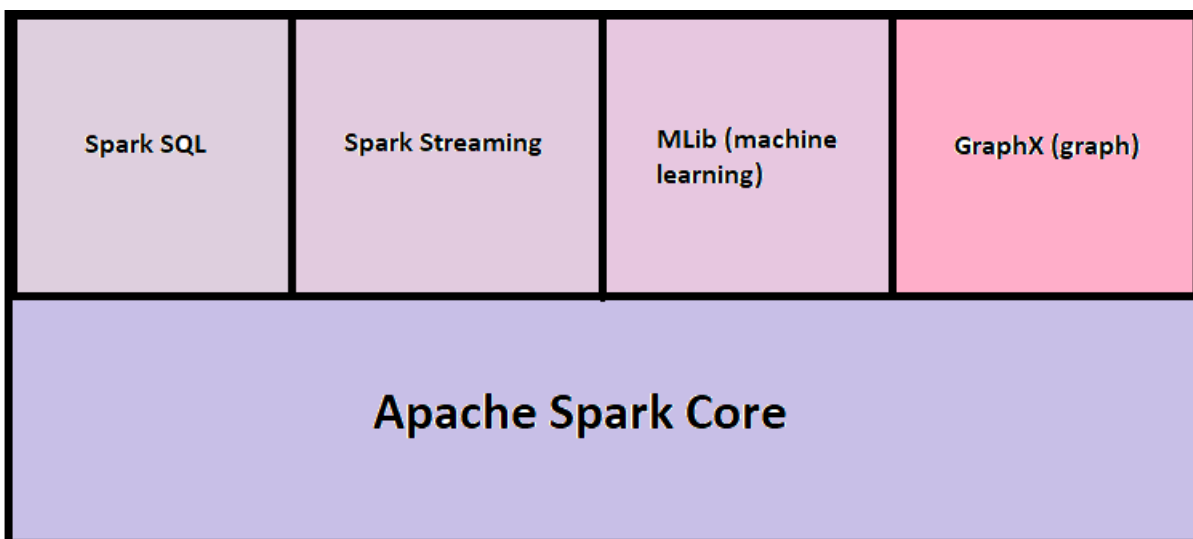 Spark SQL
Spark Streaming
MLib (machine
learning)
GraphX (graph)
Apache Spark Core